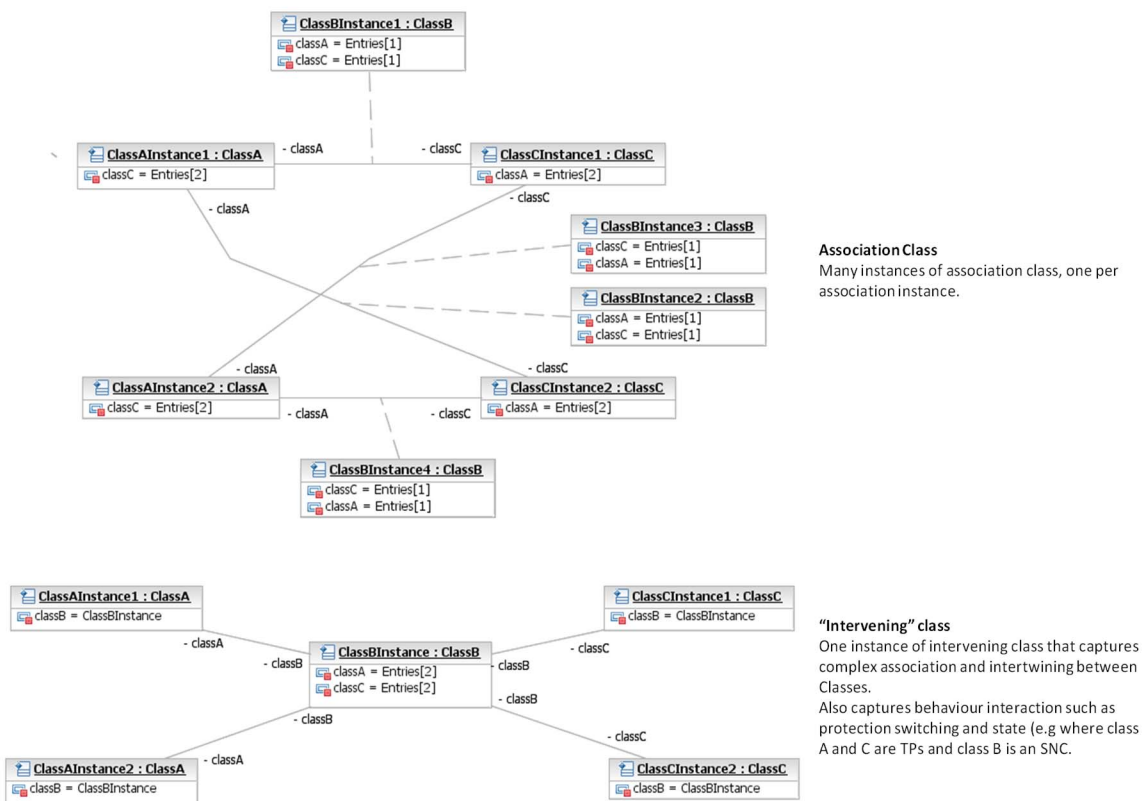 ClassBInstance1 : ClassB
classA = Entries[1]
classC = Entries[1]
ClassAInstance1 : ClassA
classC = Entries[2]
- classA
- classC
ClassCInstance1 : ClassC
classA = Entries[2]
- classA
- classC
ClassBInstance3 : ClassB
classC = Entries[1]
classA = Entries[1]
ClassBInstance2 : ClassB
classA = Entries[1]
classC = Entries[1]
Association Class
Many instances of association class, one per
association instance.
- classA
- classC
ClassAInstance2 : ClassA
classC = Entries[2]
- classA
- classC
ClassCInstance2 : ClassC
classA = Entries[2]
ClassBInstance4 : ClassB
classC = Entries[1]
classA = Entries[1]
ClassAInstance1 : ClassA
classB = ClassBInstance
- classA
- classB
ClassBInstance : ClassB
classA = Entries[2]
classC = Entries[2]
- classB
- classC
ClassCInstance1 : ClassC
classB = ClassBInstance
- classB
- classB
- classA
- classC
ClassAInstance2 : ClassA
classB = ClassBInstance
ClassCInstance2 : ClassC
classB = ClassBInstance
“Intervening” class
One instance of intervening class that captures
complex association and intertwining between
Classes.
Also captures behaviour interaction such as
protection switching and state (e.g where class
A and C are TPs and class B is an SNC.